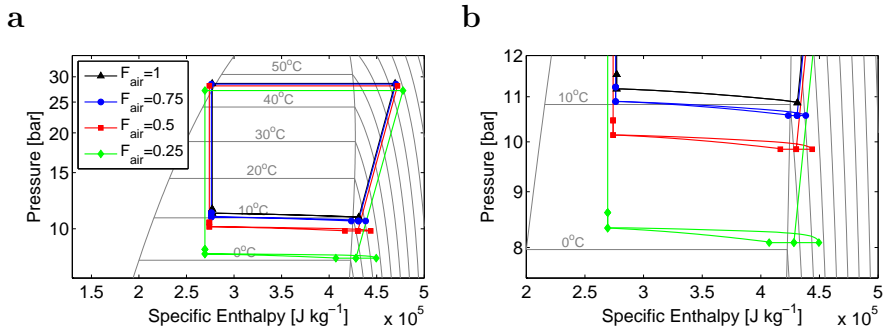 a
b
30
25
20
15
10
Pressure [bar]
F_air=1
F_air=0.75
F_air=0.5
F_air=0.25
50°C
40°C
30°C
20°C
10°C
0°C
1.5 2 2.5 3 3.5 4 4.5 5
Specific Enthalpy [J kg⁻¹]
x 10⁵
12
11
10
9
8
Pressure [bar]
10°C
0°C
2 2.5 3 3.5 4 4.5 5
Specific Enthalpy [J kg⁻¹]
x 10⁵